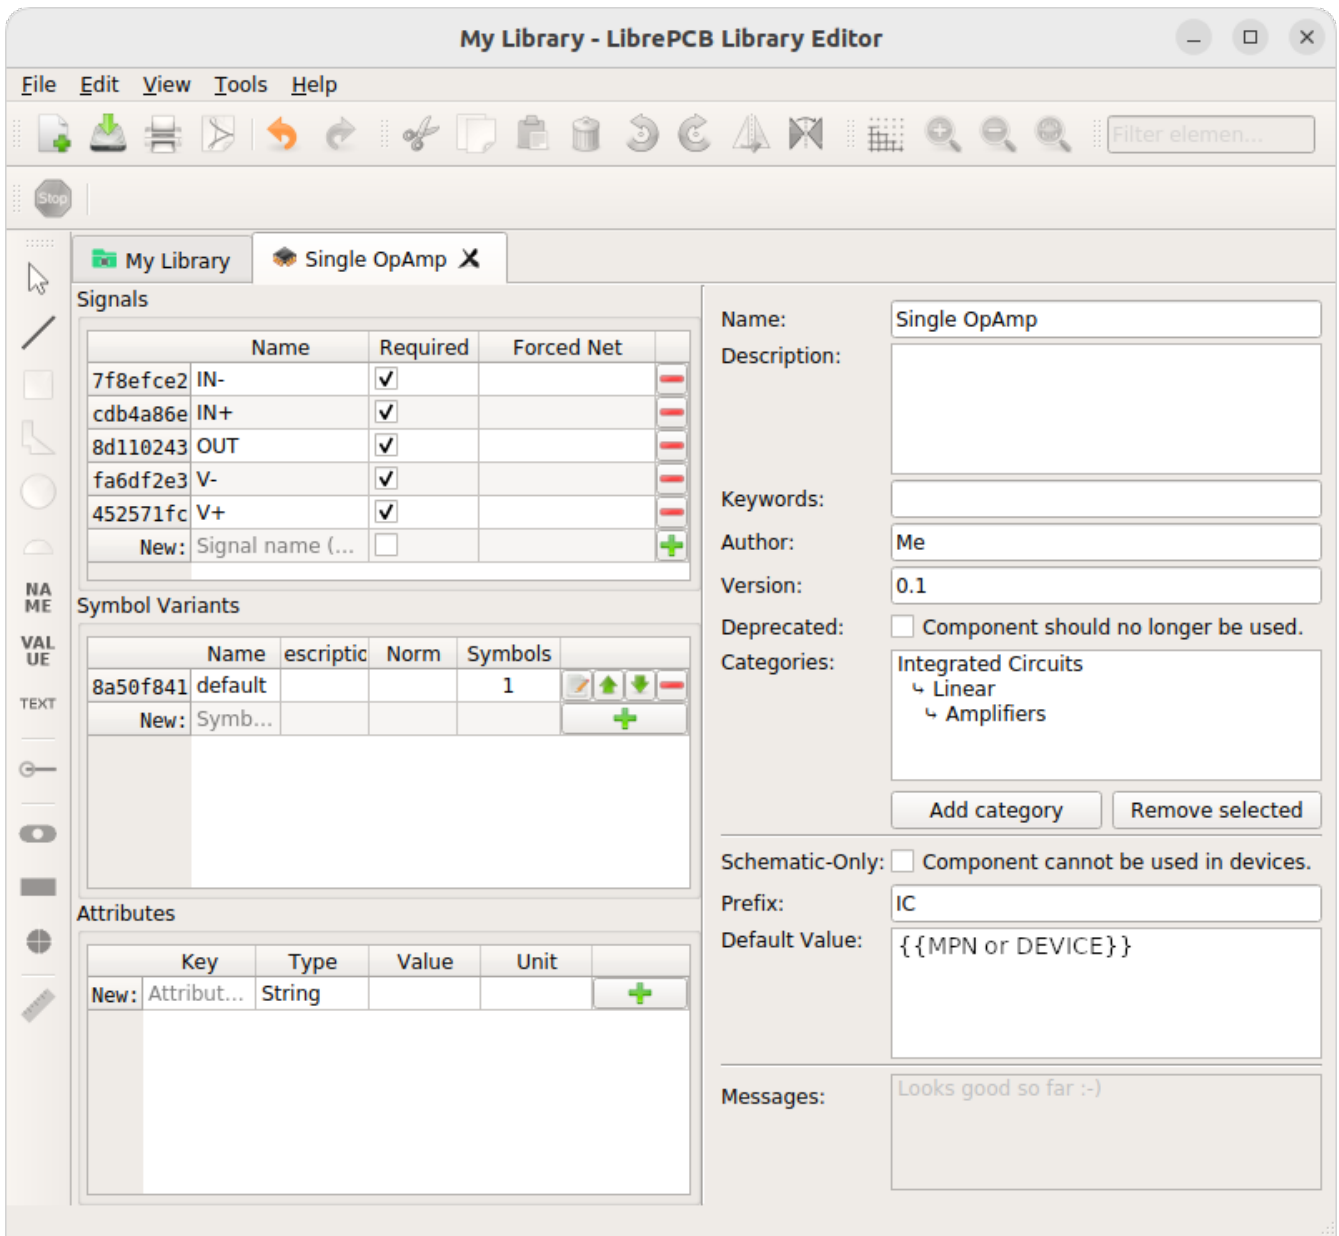 My Library - LibrePCB Library Editor
File Edit View Tools Help
Filter elemen...
Stop
My Library Single OpAmp
Signals
Name Required Forced Net
7f8efce2 IN-
cdb4a86e IN+
8d110243 OUT
fa6df2e3 V-
452571fc V+
New: Signal name (...
Symbol Variants
Name escriptio Norm Symbols
8a50f841 default 1
New: Symb...
Attributes
Key Type Value Unit
New: Attribut... String
NA
ME
VAL
UE
TEXT
Name: Single OpAmp
Description:
Keywords:
Author: Me
Version: 0.1
Deprecated: Component should no longer be used.
Categories: Integrated Circuits
Linear
Amplifiers
Add category Remove selected
Schematic-Only: Component cannot be used in devices.
Prefix: IC
Default Value: {{MPN or DEVICE}}
Messages: Looks good so far :-)